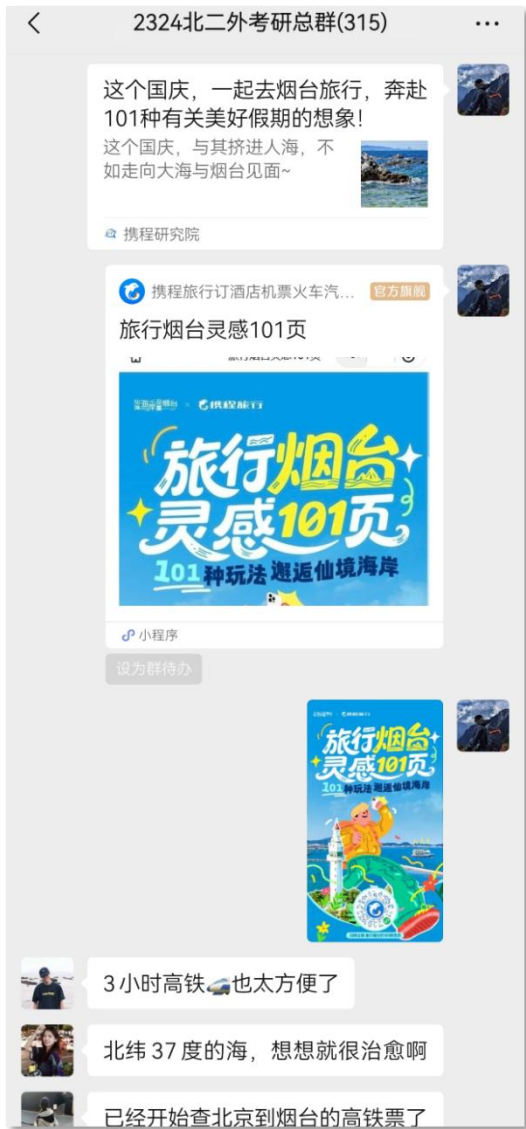 2324北二外考研总群(315)
这个国庆，一起去烟台旅行，奔赴
101种有关美好假期的想象！
这个国庆，与其挤进人海，不
如走向大海与烟台见面~
携程研究院
携程旅行订酒店机票火车汽...
官方旗舰
旅行烟台灵感101页
携程旅行
旅行烟台
灵感101页
101种玩法 邂逅仙境海岸
小程序
设为群待办
旅行烟台
灵感101页
101种玩法 邂逅仙境海岸
3小时高铁🚄也太方便了
北纬 37 度的海，想想就很治愈啊
已经开始查北京到烟台的高铁票了